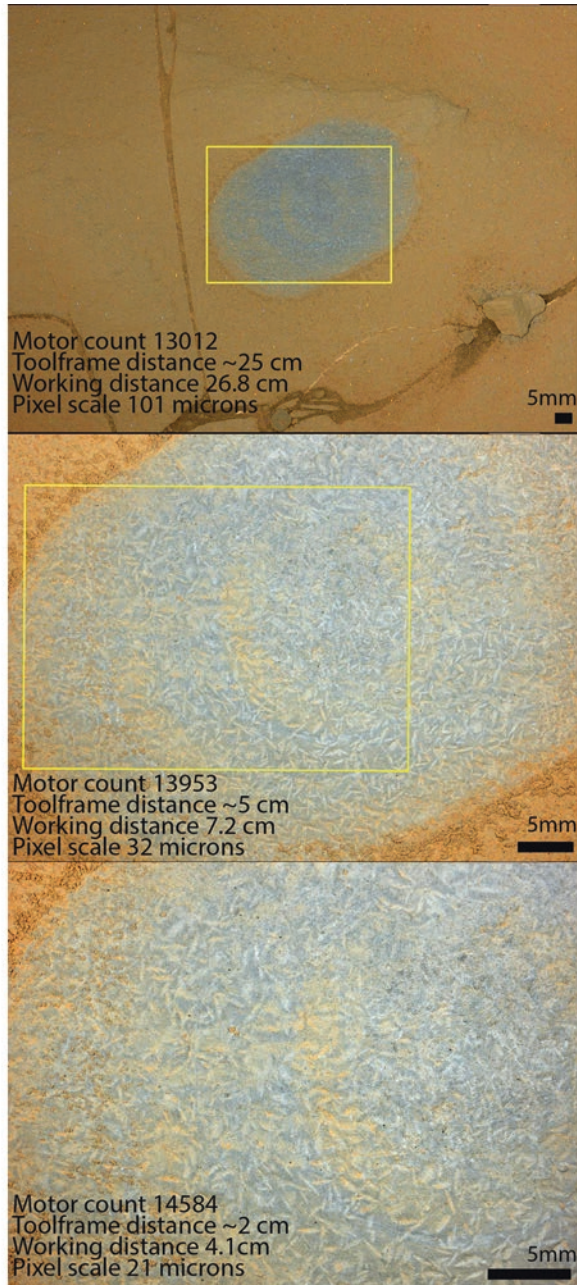 Motor count 13012
Toolframe distance ~25 cm
Working distance 26.8 cm
Pixel scale 101 microns
5mm
Motor count 13953
Toolframe distance ~5 cm
Working distance 7.2 cm
Pixel scale 32 microns
5mm
Motor count 14584
Toolframe distance ~2 cm
Working distance 4.1cm
Pixel scale 21 microns
5mm